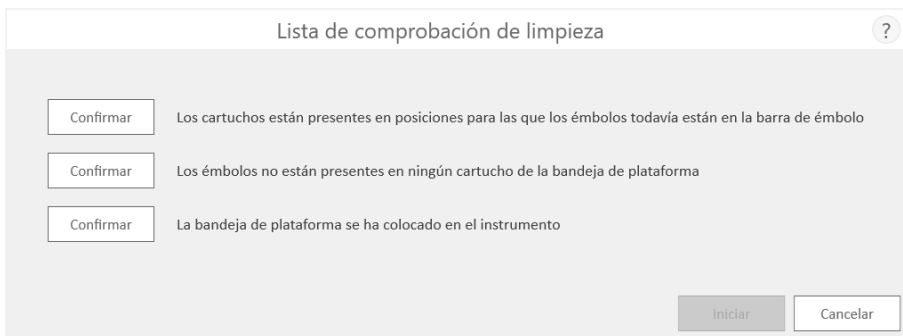 Lista de comprobación de limpieza
?
Confirmar Los cartuchos están presentes en posiciones para las que los émbolos todavía están en la barra de émbolo
Confirmar Los émbolos no están presentes en ningún cartucho de la bandeja de plataforma
Confirmar La bandeja de plataforma se ha colocado en el instrumento
Iniciar Cancelar